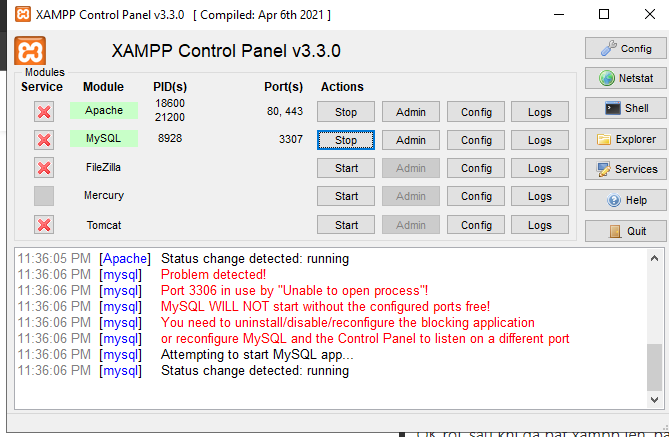 XAMPP Control Panel v3.3.0 [ Compiled: Apr 6th 2021 ]
XAMPP Control Panel v3.3.0
Config
Modules
Service Module PID(s) Port(s) Actions
Netstat
Apache 18600 21200 80, 443 Stop Admin Config Logs
Shell
MySQL 8928 3307 Stop Admin Config Logs
Explorer
FileZilla Start Admin Config Logs
Services
Mercury Start Admin Config Logs
Help
Tomcat Start Admin Config Logs
Quit
11:36:05 PM [Apache] Status change detected: running
11:36:06 PM [mysql] Problem detected!
11:36:06 PM [mysql] Port 3306 in use by "Unable to open process"!
11:36:06 PM [mysql] MySQL WILL NOT start without the configured ports free!
11:36:06 PM [mysql] You need to uninstall/disable/reconfigure the blocking application
11:36:06 PM [mysql] or reconfigure MySQL and the Control Panel to listen on a different port
11:36:06 PM [mysql] Attempting to start MySQL app...
11:36:06 PM [mysql] Status change detected: running